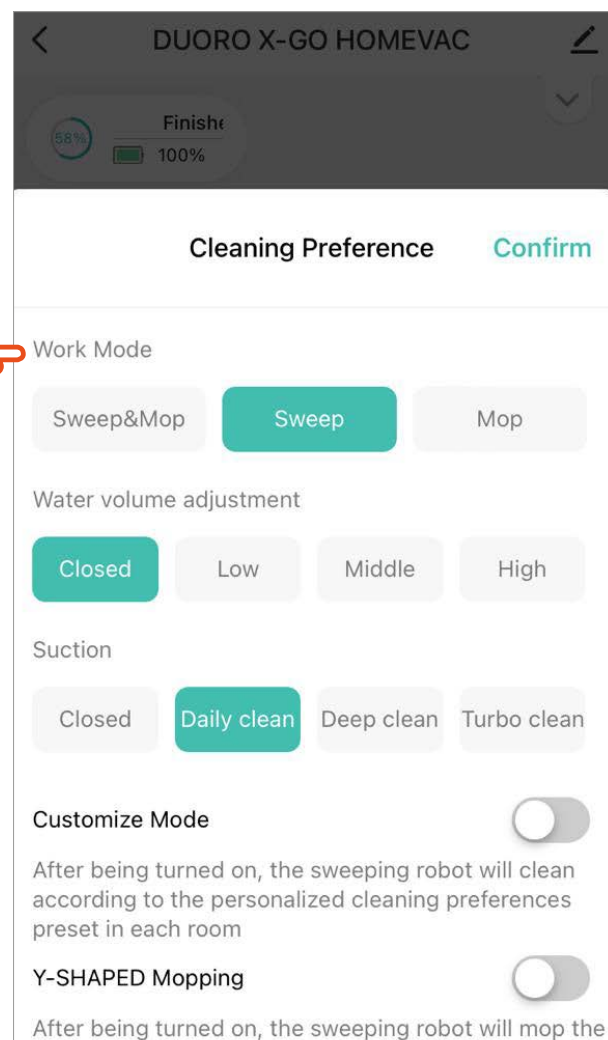 DUORO X-GO HOMEVAC
58%
Finishe
100%
Cleaning Preference Confirm
Work Mode
Sweep&Mop Sweep Mop
Water volume adjustment
Closed Low Middle High
Suction
Closed Daily clean Deep clean Turbo clean
Customize Mode
After being turned on, the sweeping robot will clean
according to the personalized cleaning preferences
preset in each room
Y-SHAPED Mopping
After being turned on, the sweeping robot will mop the